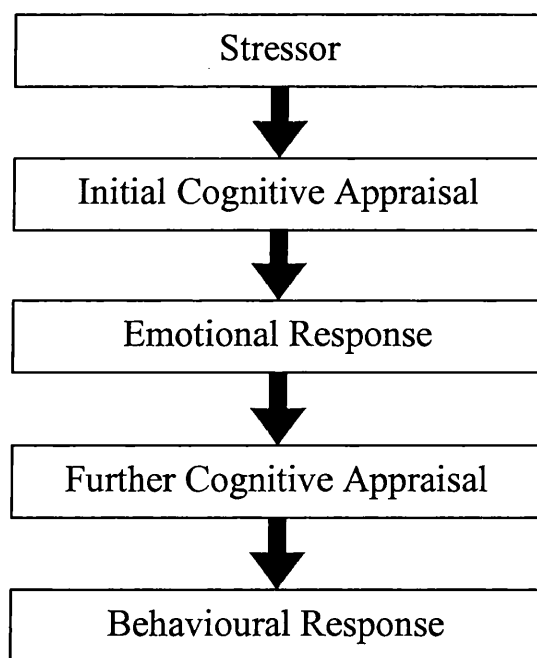 Stressor
Initial Cognitive Appraisal
Emotional Response
Further Cognitive Appraisal
Behavioural Response